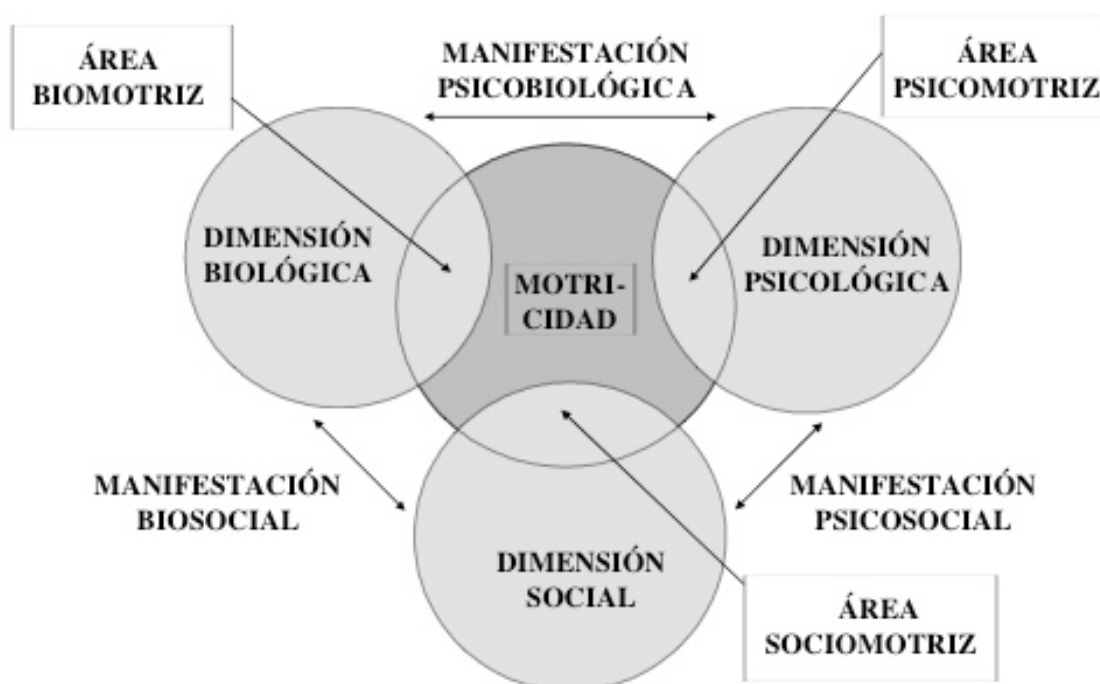 ÁREA
BIOMOTRIZ
MANIFESTACIÓN
PSICOBIOLÓGICA
ÁREA
PSICOMOTRIZ
DIMENSIÓN
BIOLÓGICA
MOTRI-
CIDAD
DIMENSIÓN
PSICOLÓGICA
MANIFESTACIÓN
BIOSOCIAL
MANIFESTACIÓN
PSICOSOCIAL
DIMENSIÓN
SOCIAL
ÁREA
SOCIOMOTRIZ